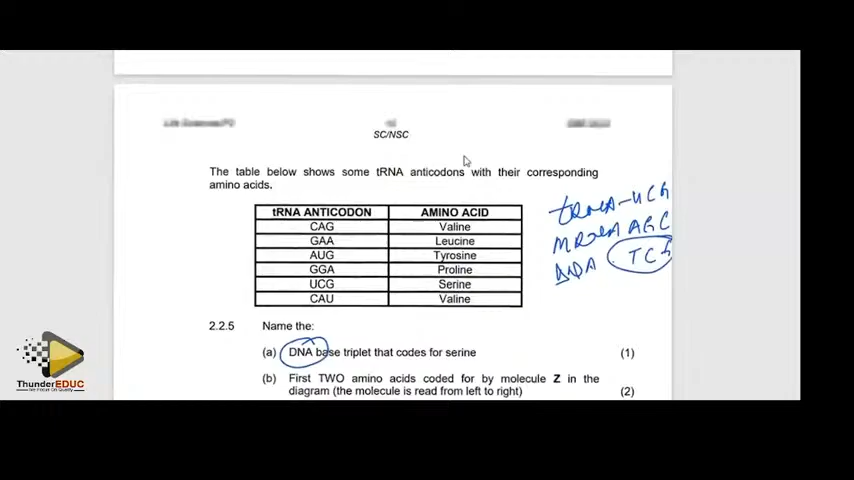 SC/NSC
The table below shows some tRNA anticodons with their corresponding
amino acids.
tRNA ANTICODON AMINO ACID
CAG Valine
GAA Leucine
AUG Tyrosine
GGA Proline
UCG Serine
CAU Valine
tRNA-UCG
MRNA AGC
DNA TCG
2.2.5 Name the:
(a) DNA base triplet that codes for serine (1)
(b) First TWO amino acids coded for by molecule Z in the
diagram (the molecule is read from left to right) (2)
ThunderEDUC